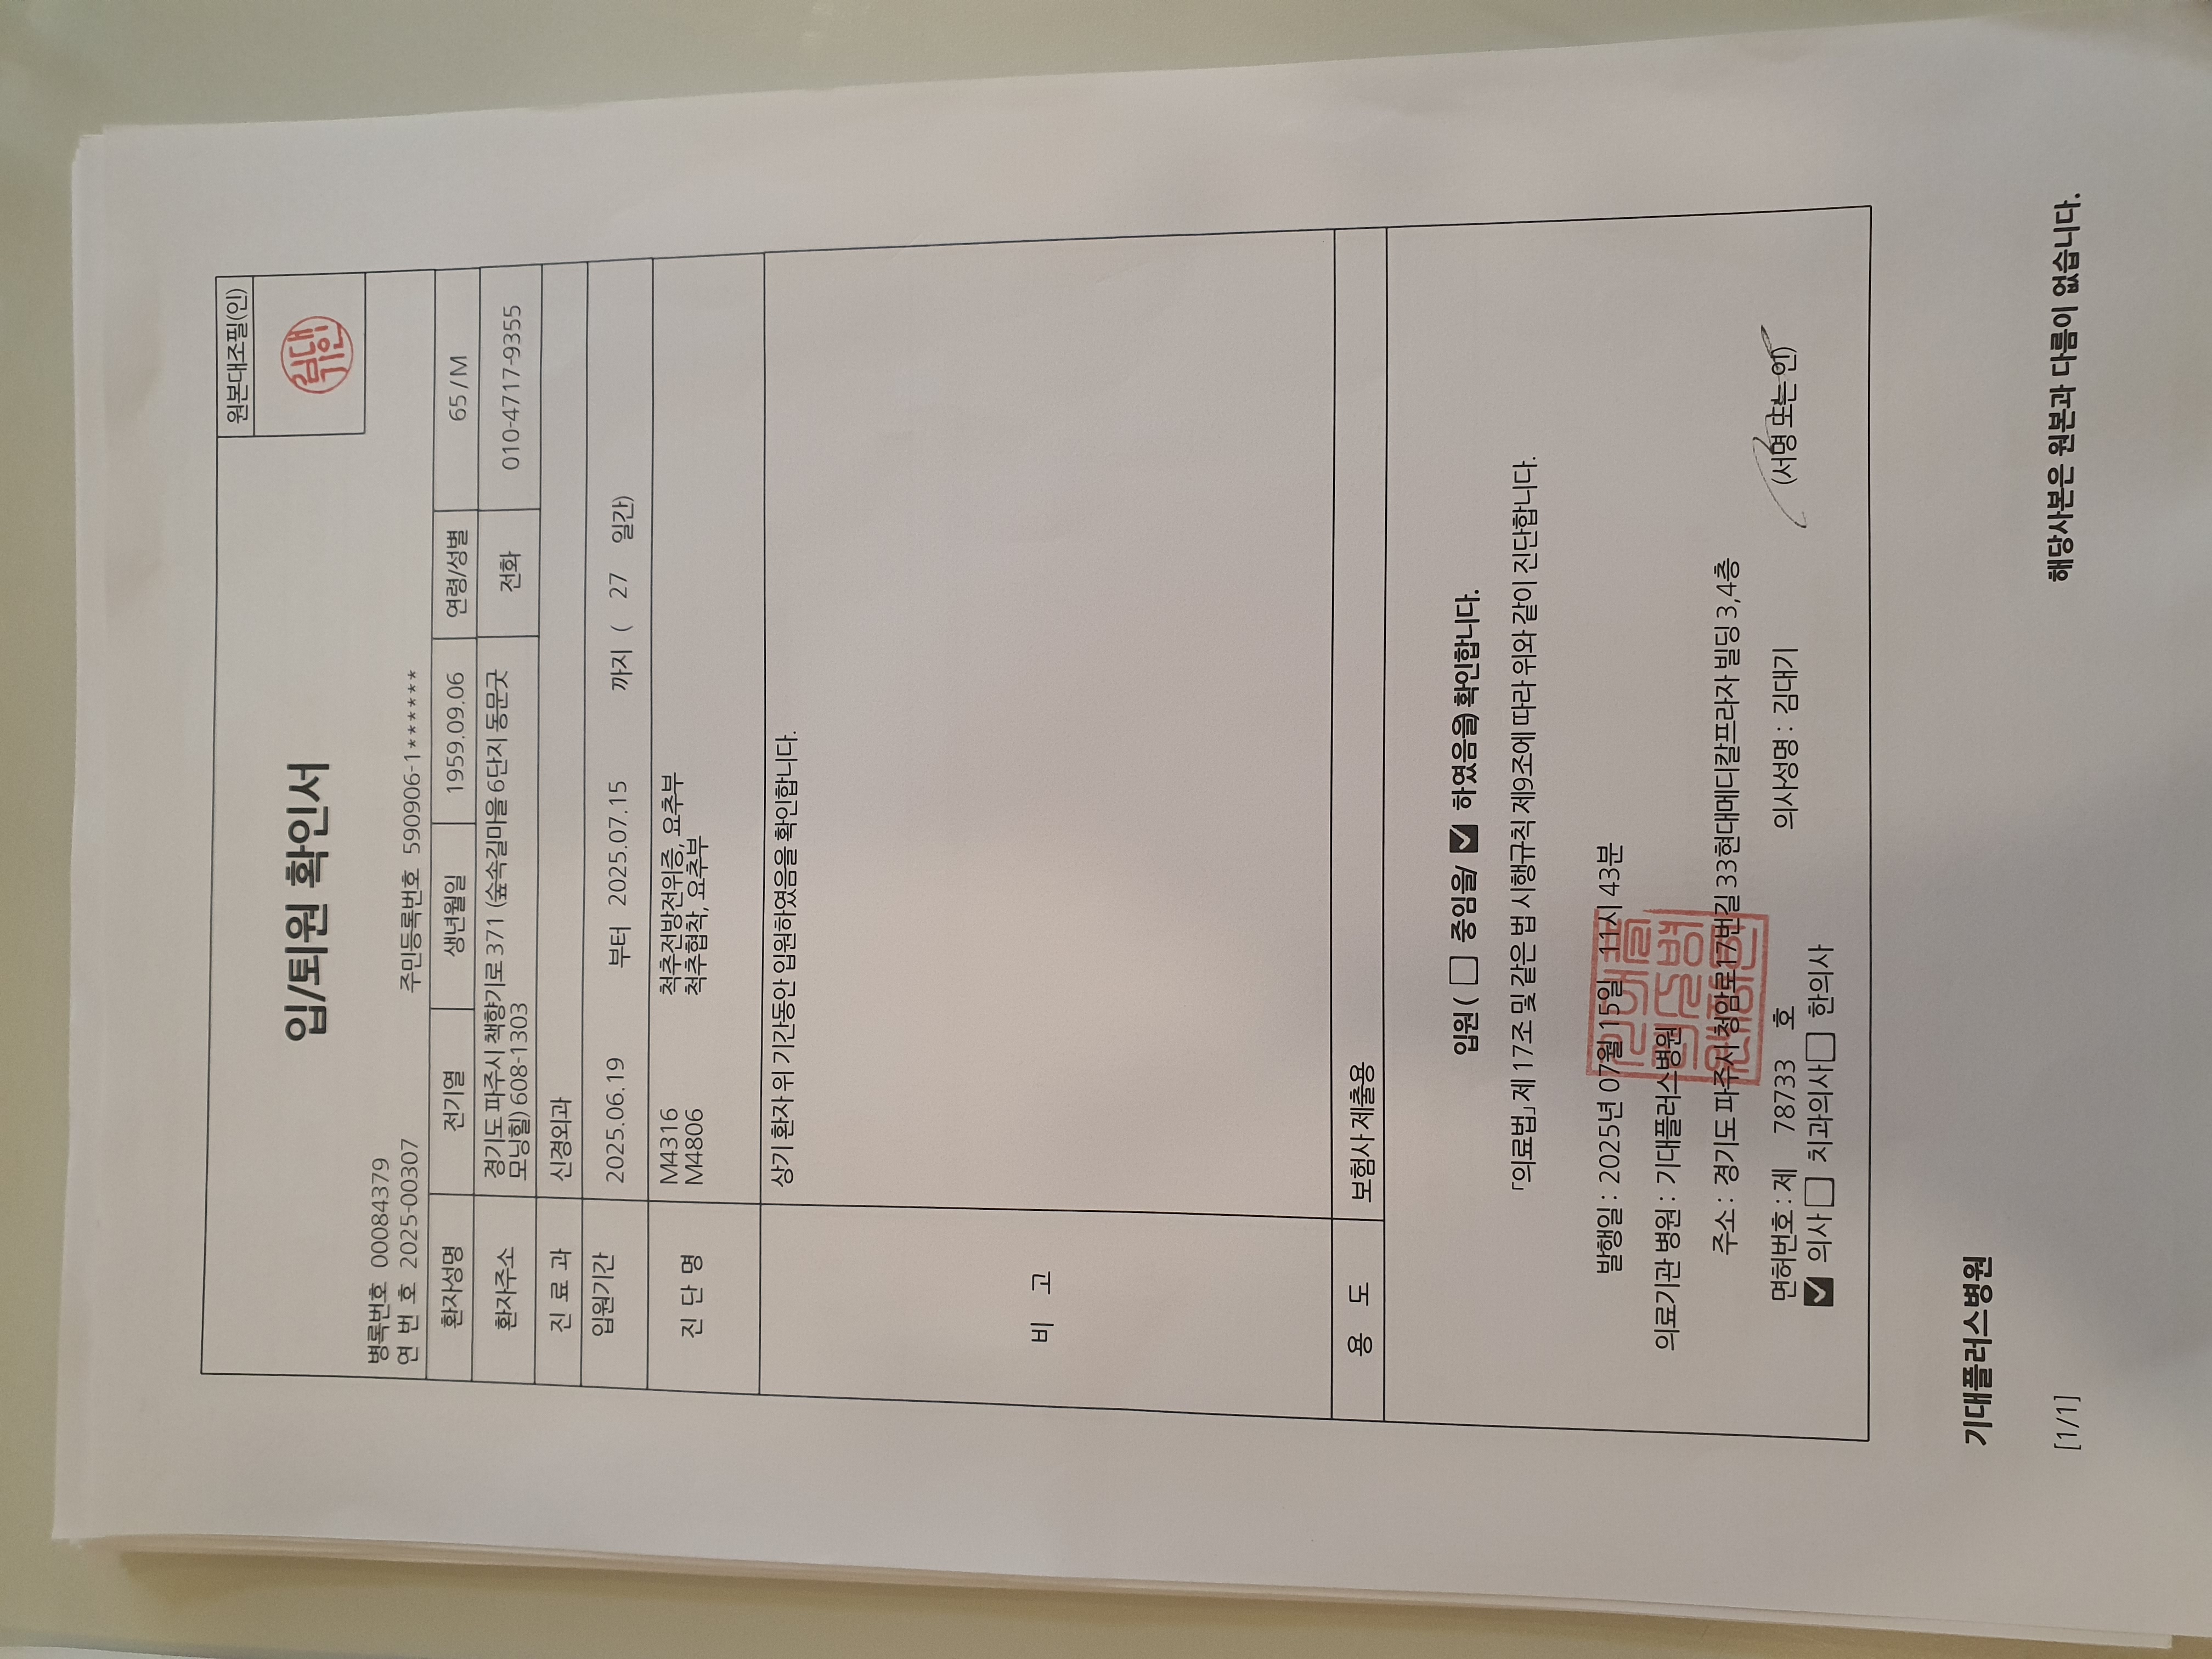 원본대조필(인)
입/퇴원 확인서
병록번호 00084379
연 번 호 2025-00307 주민등록번호 590906-1******
환자성명 전기열 생년월일 1959.09.06 연령/성별 65 / M
환자주소 경기도 파주시 책향기로 371 (숲속길마을 6단지 동문굿모닝힐) 608-1303 전화 010-4717-9355
진 료 과 신경외과
입원기간 2025.06.19 부터 2025.07.15 까지 ( 27 일간)
진 단 명 M4316 척추전방전위증, 요추부
M4806 척추협착, 요추부
비 고 상기 환자 위 기간동안 입원하였음을 확인합니다.
용 도 보험사 제출용
입원 ( □ 중임을/ ☑ 하였음을)확인합니다.
「의료법」 제 17조 및 같은 법 시행규칙 제9조에 따라 위와 같이 진단합니다.
발행일 : 2025년 07월 15일 11시 43분
의료기관 병원 : 기대플러스병원
주소 : 경기도 파주시 청암로17번길 33현대메디칼프라자 빌딩 3,4층
면허번호 : 제 78733 호 의사성명 : 김대기 (서명 또는 인)
☑ 의사 □ 치과의사 □ 한의사
기대플러스병원
[1/1] 해당사본은 원본과 다름이 없습니다.